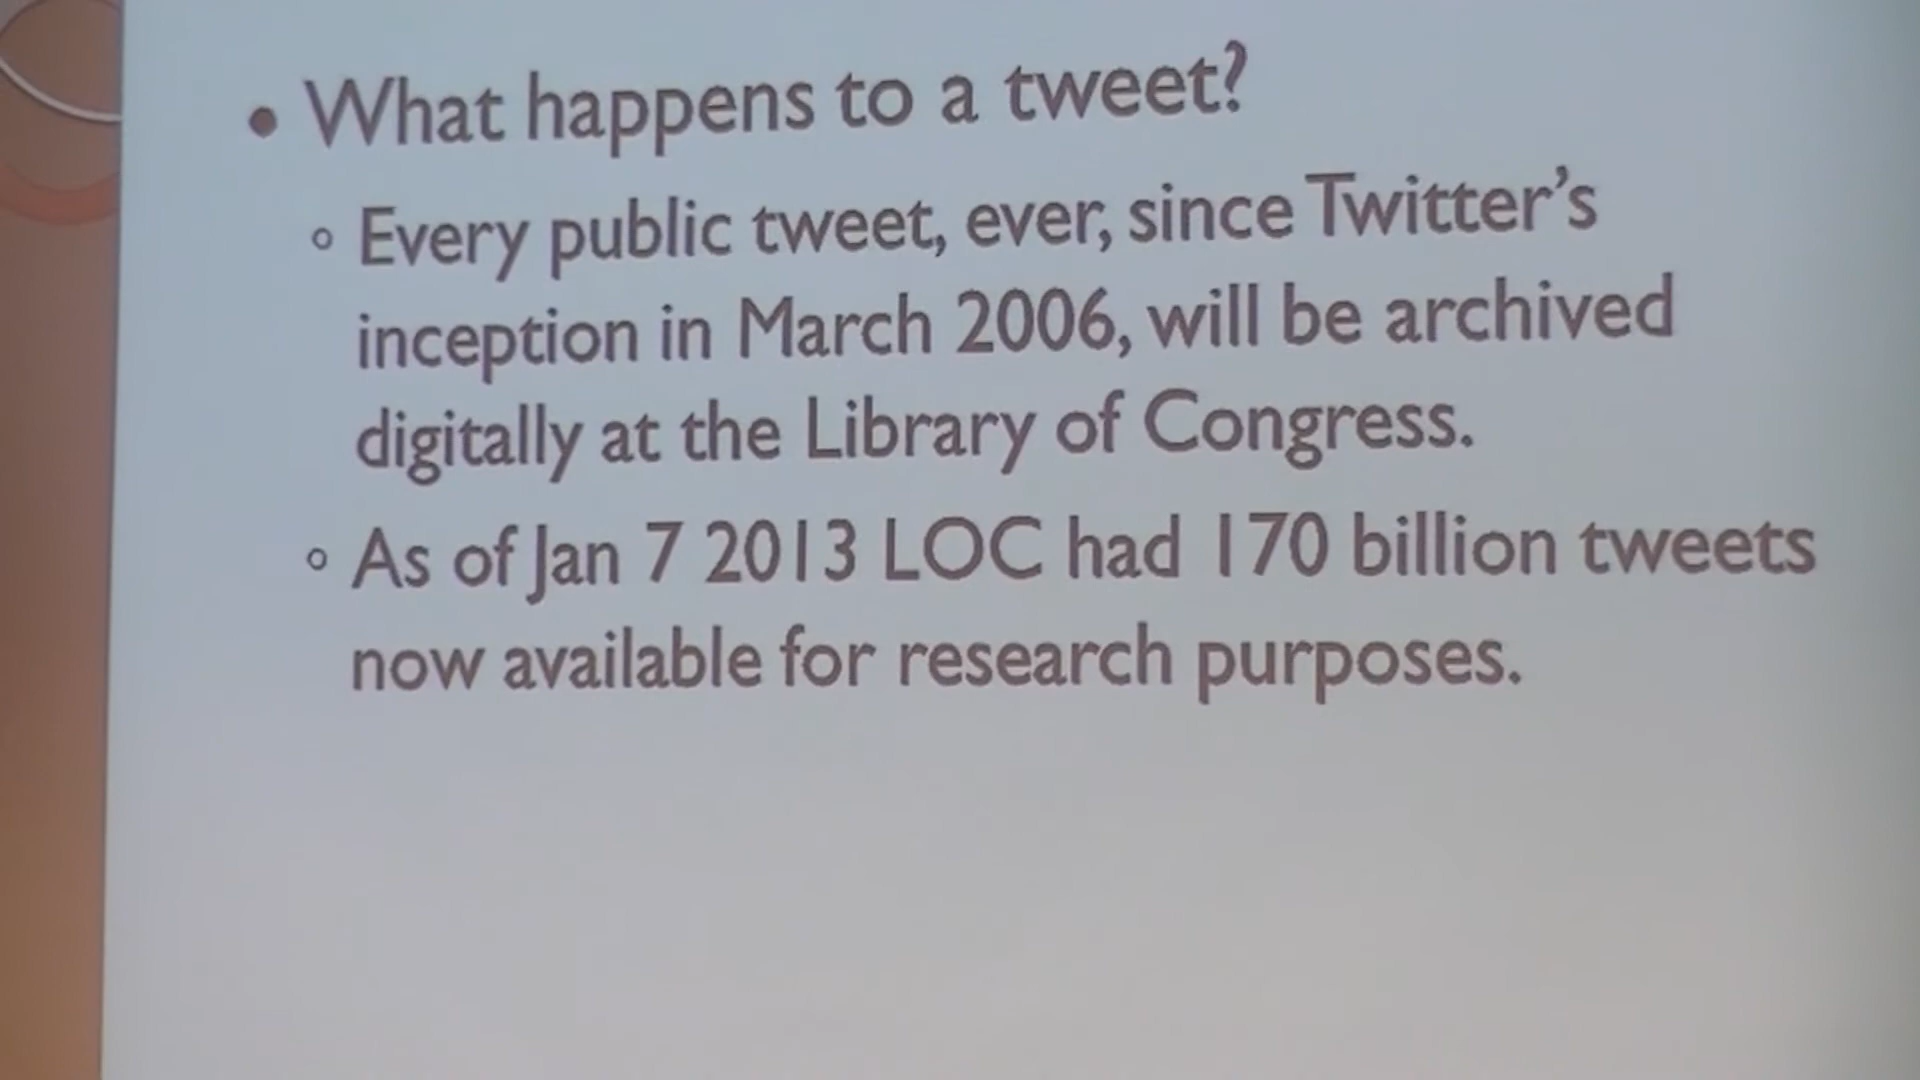 • What happens to a tweet?
◦ Every public tweet, ever, since Twitter's
inception in March 2006, will be archived
digitally at the Library of Congress.
◦ As of Jan 7 2013 LOC had 170 billion tweets
now available for research purposes.